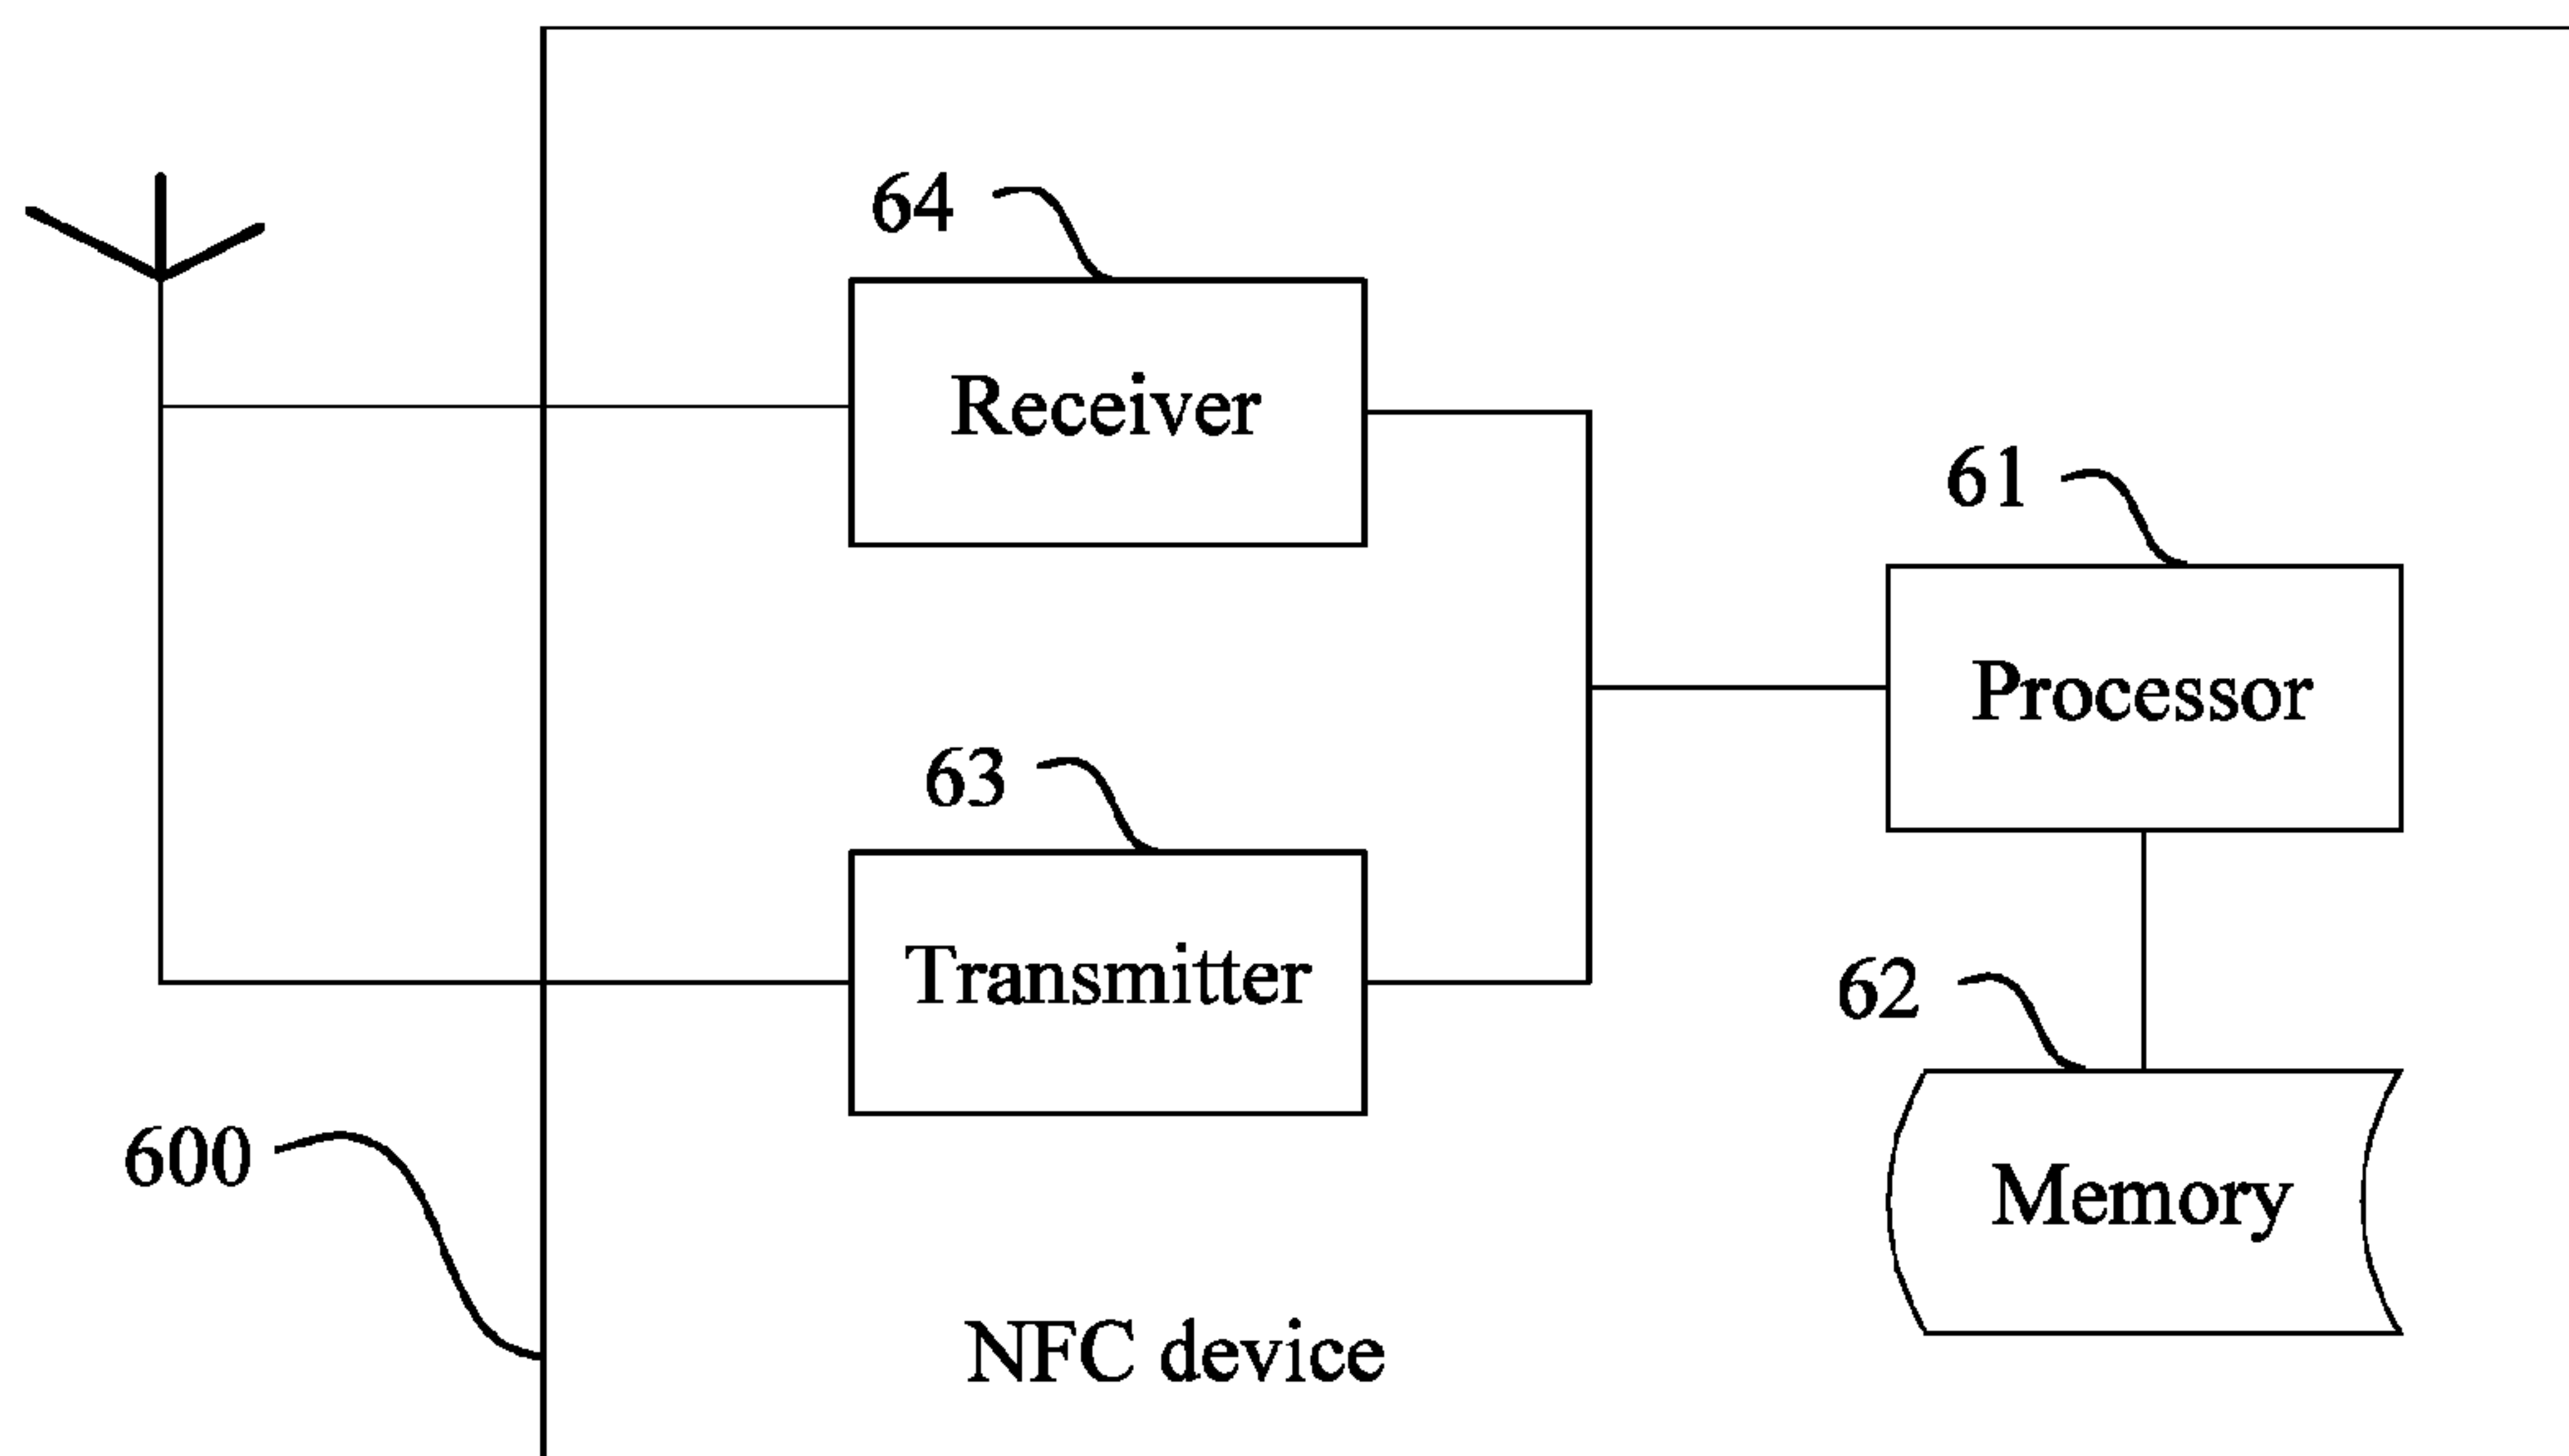 64
Receiver
61
Processor
63
Transmitter
62
600
Memory
NFC device